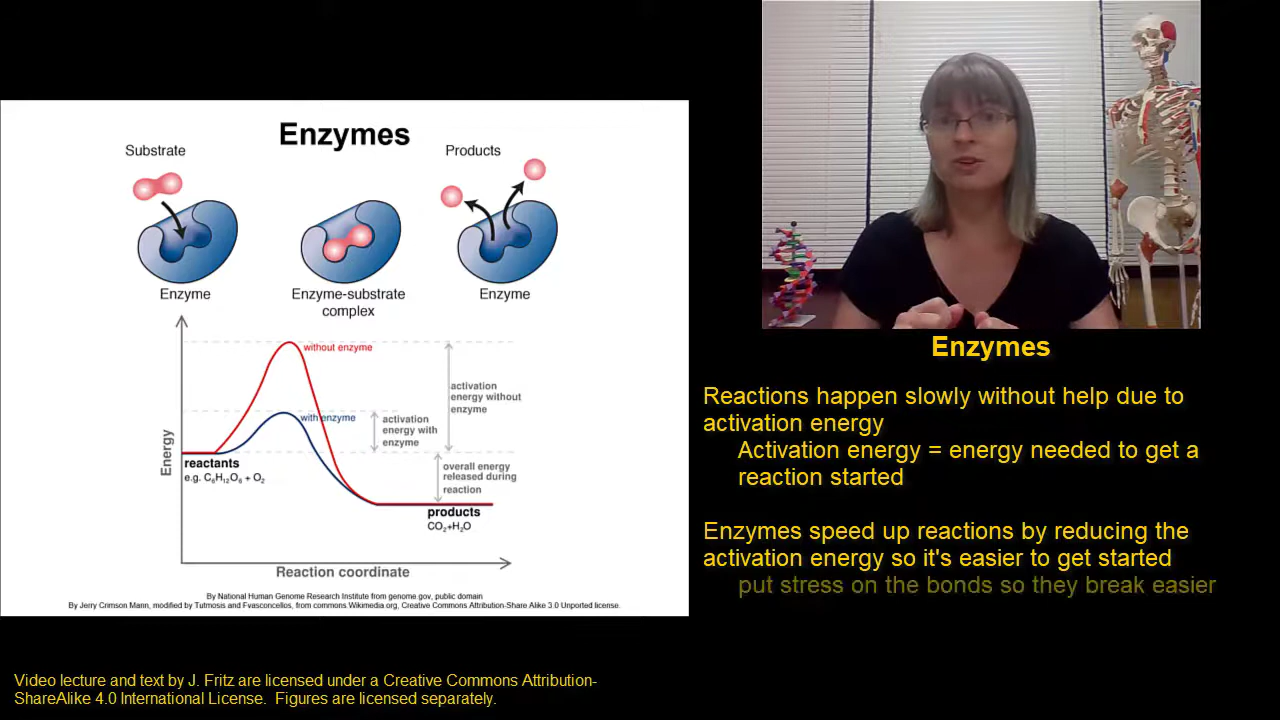 Enzymes
Substrate
Products
Enzyme
Enzyme-substrate
complex
Enzyme
without enzyme
with enzyme
activation
energy without
enzyme
activation
energy with
enzyme
Energy
reactants
e.g. C₆H₁₂O₆ + O₂
overall energy
released during
reaction
products
CO₂+H₂O
Reaction coordinate
By National Human Genome Research Institute from genome.gov, public domain
By Jerry Crimson Mann, modified by Tutmosis and Fvasconcellos, from commons.Wikimedia.org, Creative Commons Attribution-Share Alike 3.0 Unported license.
Enzymes
Reactions happen slowly without help due to
activation energy
Activation energy = energy needed to get a
reaction started
Enzymes speed up reactions by reducing the
activation energy so it's easier to get started
put stress on the bonds so they break easier
Video lecture and text by J. Fritz are licensed under a Creative Commons Attribution-
ShareAlike 4.0 International License.  Figures are licensed separately.